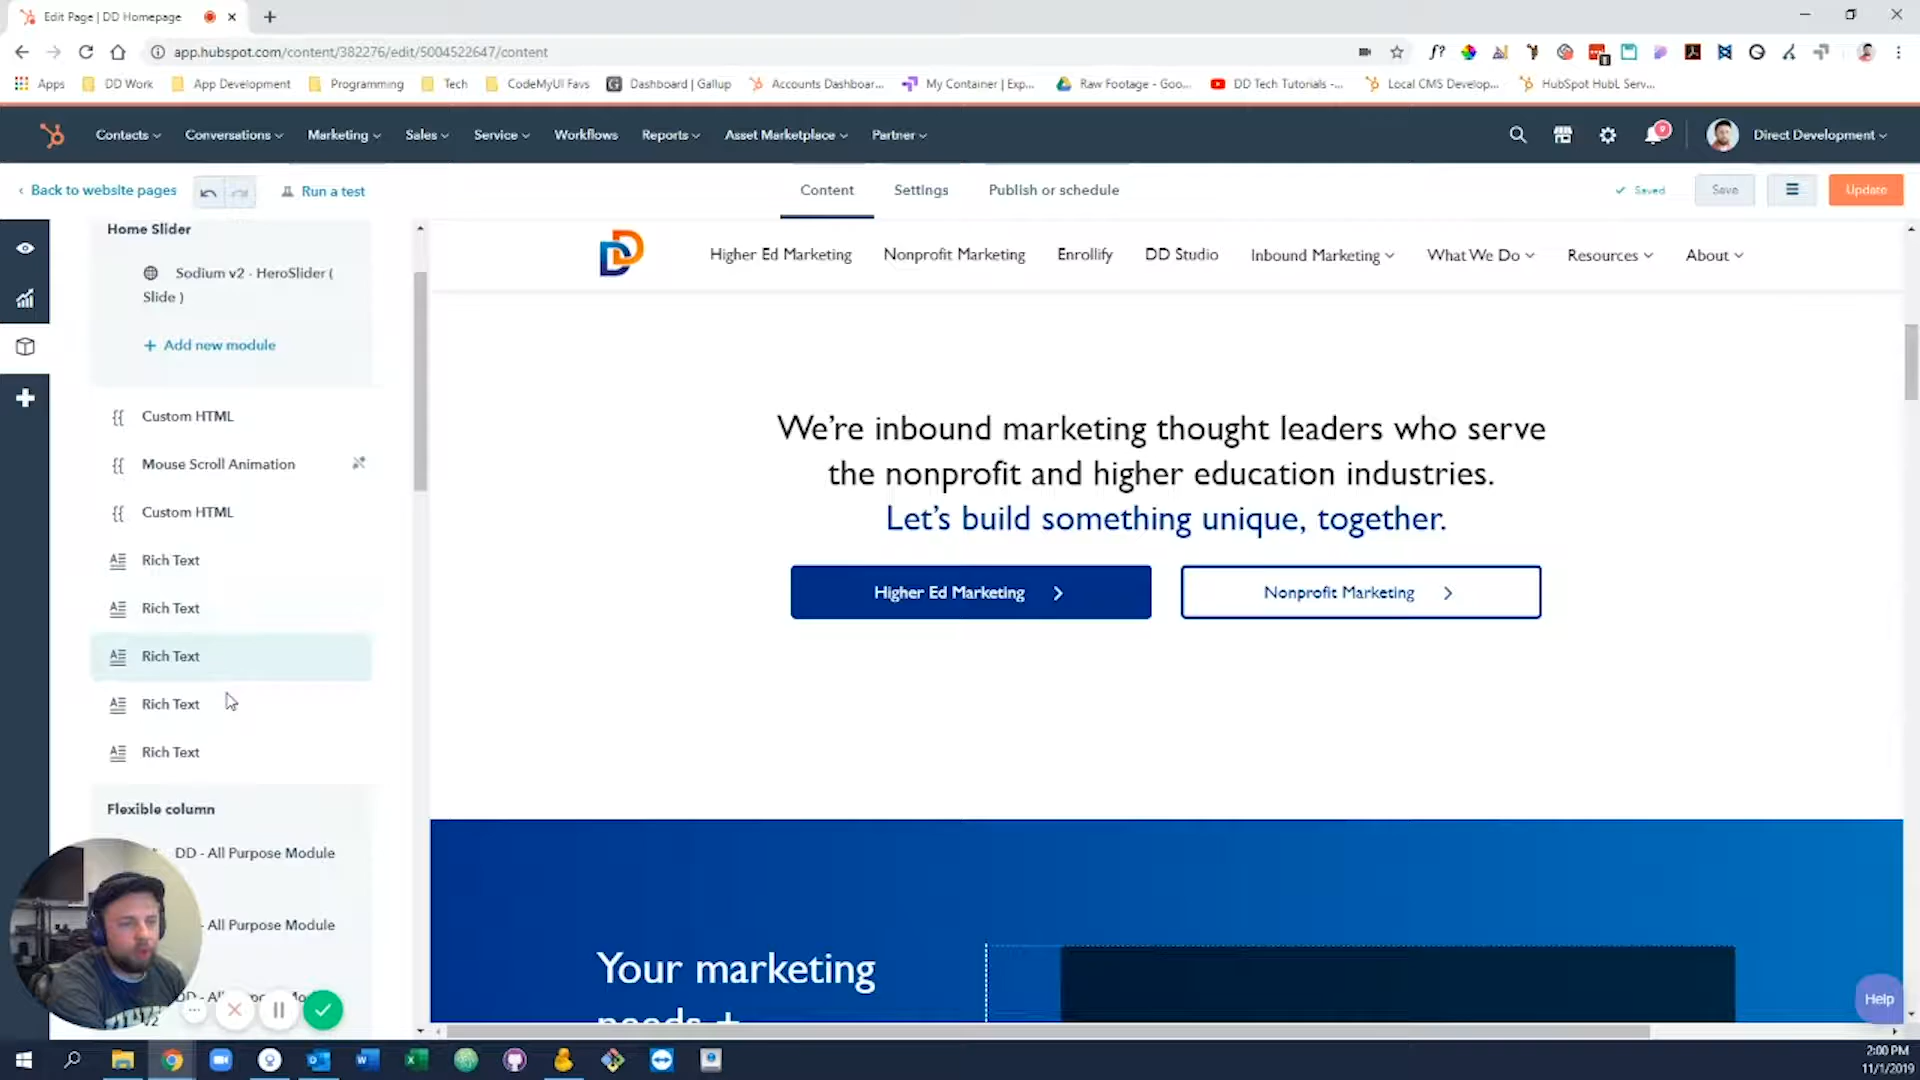 Edit Page | DD Homepage
app.hubspot.com/content/382276/edit/5004522647/content
Apps
DD Work
App Development
Programming
Tech
CodeMyUI Favs
Dashboard | Gallup
Accounts Dashboar...
My Container | Exp...
Raw Footage - Goo...
DD Tech Tutorials -...
Local CMS Develop...
HubSpot HubL Serv...
Contacts
Conversations
Marketing
Sales
Service
Workflows
Reports
Asset Marketplace
Partner
9
Direct Development
Back to website pages
Run a test
Content
Settings
Publish or schedule
Saved
Save
Update
Home Slider
Sodium v2 - HeroSlider (
Slide )
+ Add new module
Custom HTML
Mouse Scroll Animation
Custom HTML
Rich Text
Rich Text
Rich Text
Rich Text
Rich Text
Flexible column
DD - All Purpose Module
- All Purpose Module
v2
DD
Higher Ed Marketing
Nonprofit Marketing
Enrollify
DD Studio
Inbound Marketing
What We Do
Resources
About
We're inbound marketing thought leaders who serve
the nonprofit and higher education industries.
Let's build something unique, together.
Higher Ed Marketing
Nonprofit Marketing
Your marketing
needs +
Help
2:00 PM
11/1/2019